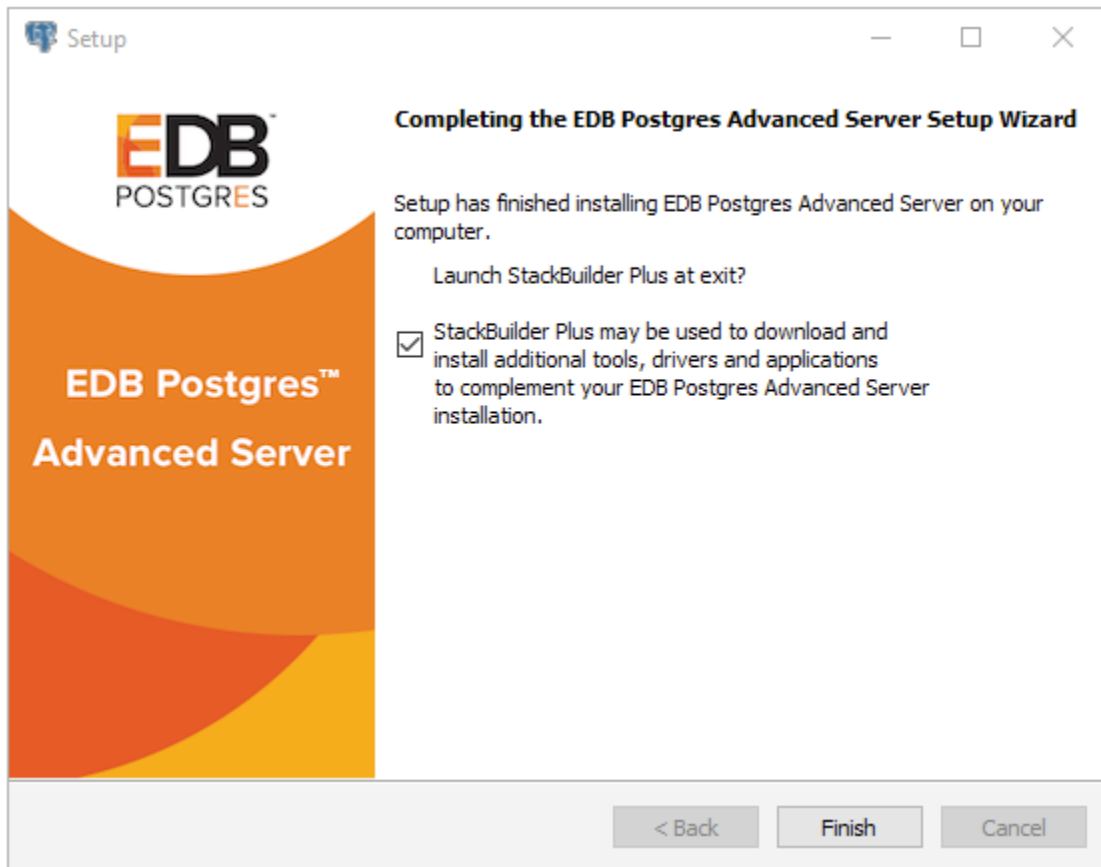 Setup
EDB™
POSTGRES
EDB Postgres™
Advanced Server
Completing the EDB Postgres Advanced Server Setup Wizard
Setup has finished installing EDB Postgres Advanced Server on your
computer.
Launch StackBuilder Plus at exit?
StackBuilder Plus may be used to download and
install additional tools, drivers and applications
to complement your EDB Postgres Advanced Server
installation.
< Back
Finish
Cancel